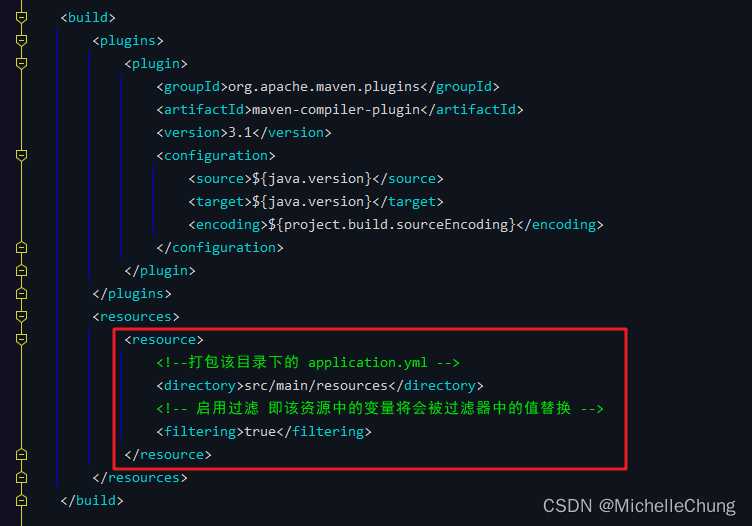 <build>
<plugins>
<plugin>
<groupId>org.apache.maven.plugins</groupId>
<artifactId>maven-compiler-plugin</artifactId>
<version>3.1</version>
<configuration>
<source>${java.version}</source>
<target>${java.version}</target>
<encoding>${project.build.sourceEncoding}</encoding>
</configuration>
</plugin>
</plugins>
<resources>
<resource>
<!--打包该目录下的 application.yml -->
<directory>src/main/resources</directory>
<!-- 启用过滤 即该资源中的变量将会被过滤器中的值替换 -->
<filtering>true</filtering>
</resource>
</resources>
</build>
CSDN @MichelleChung